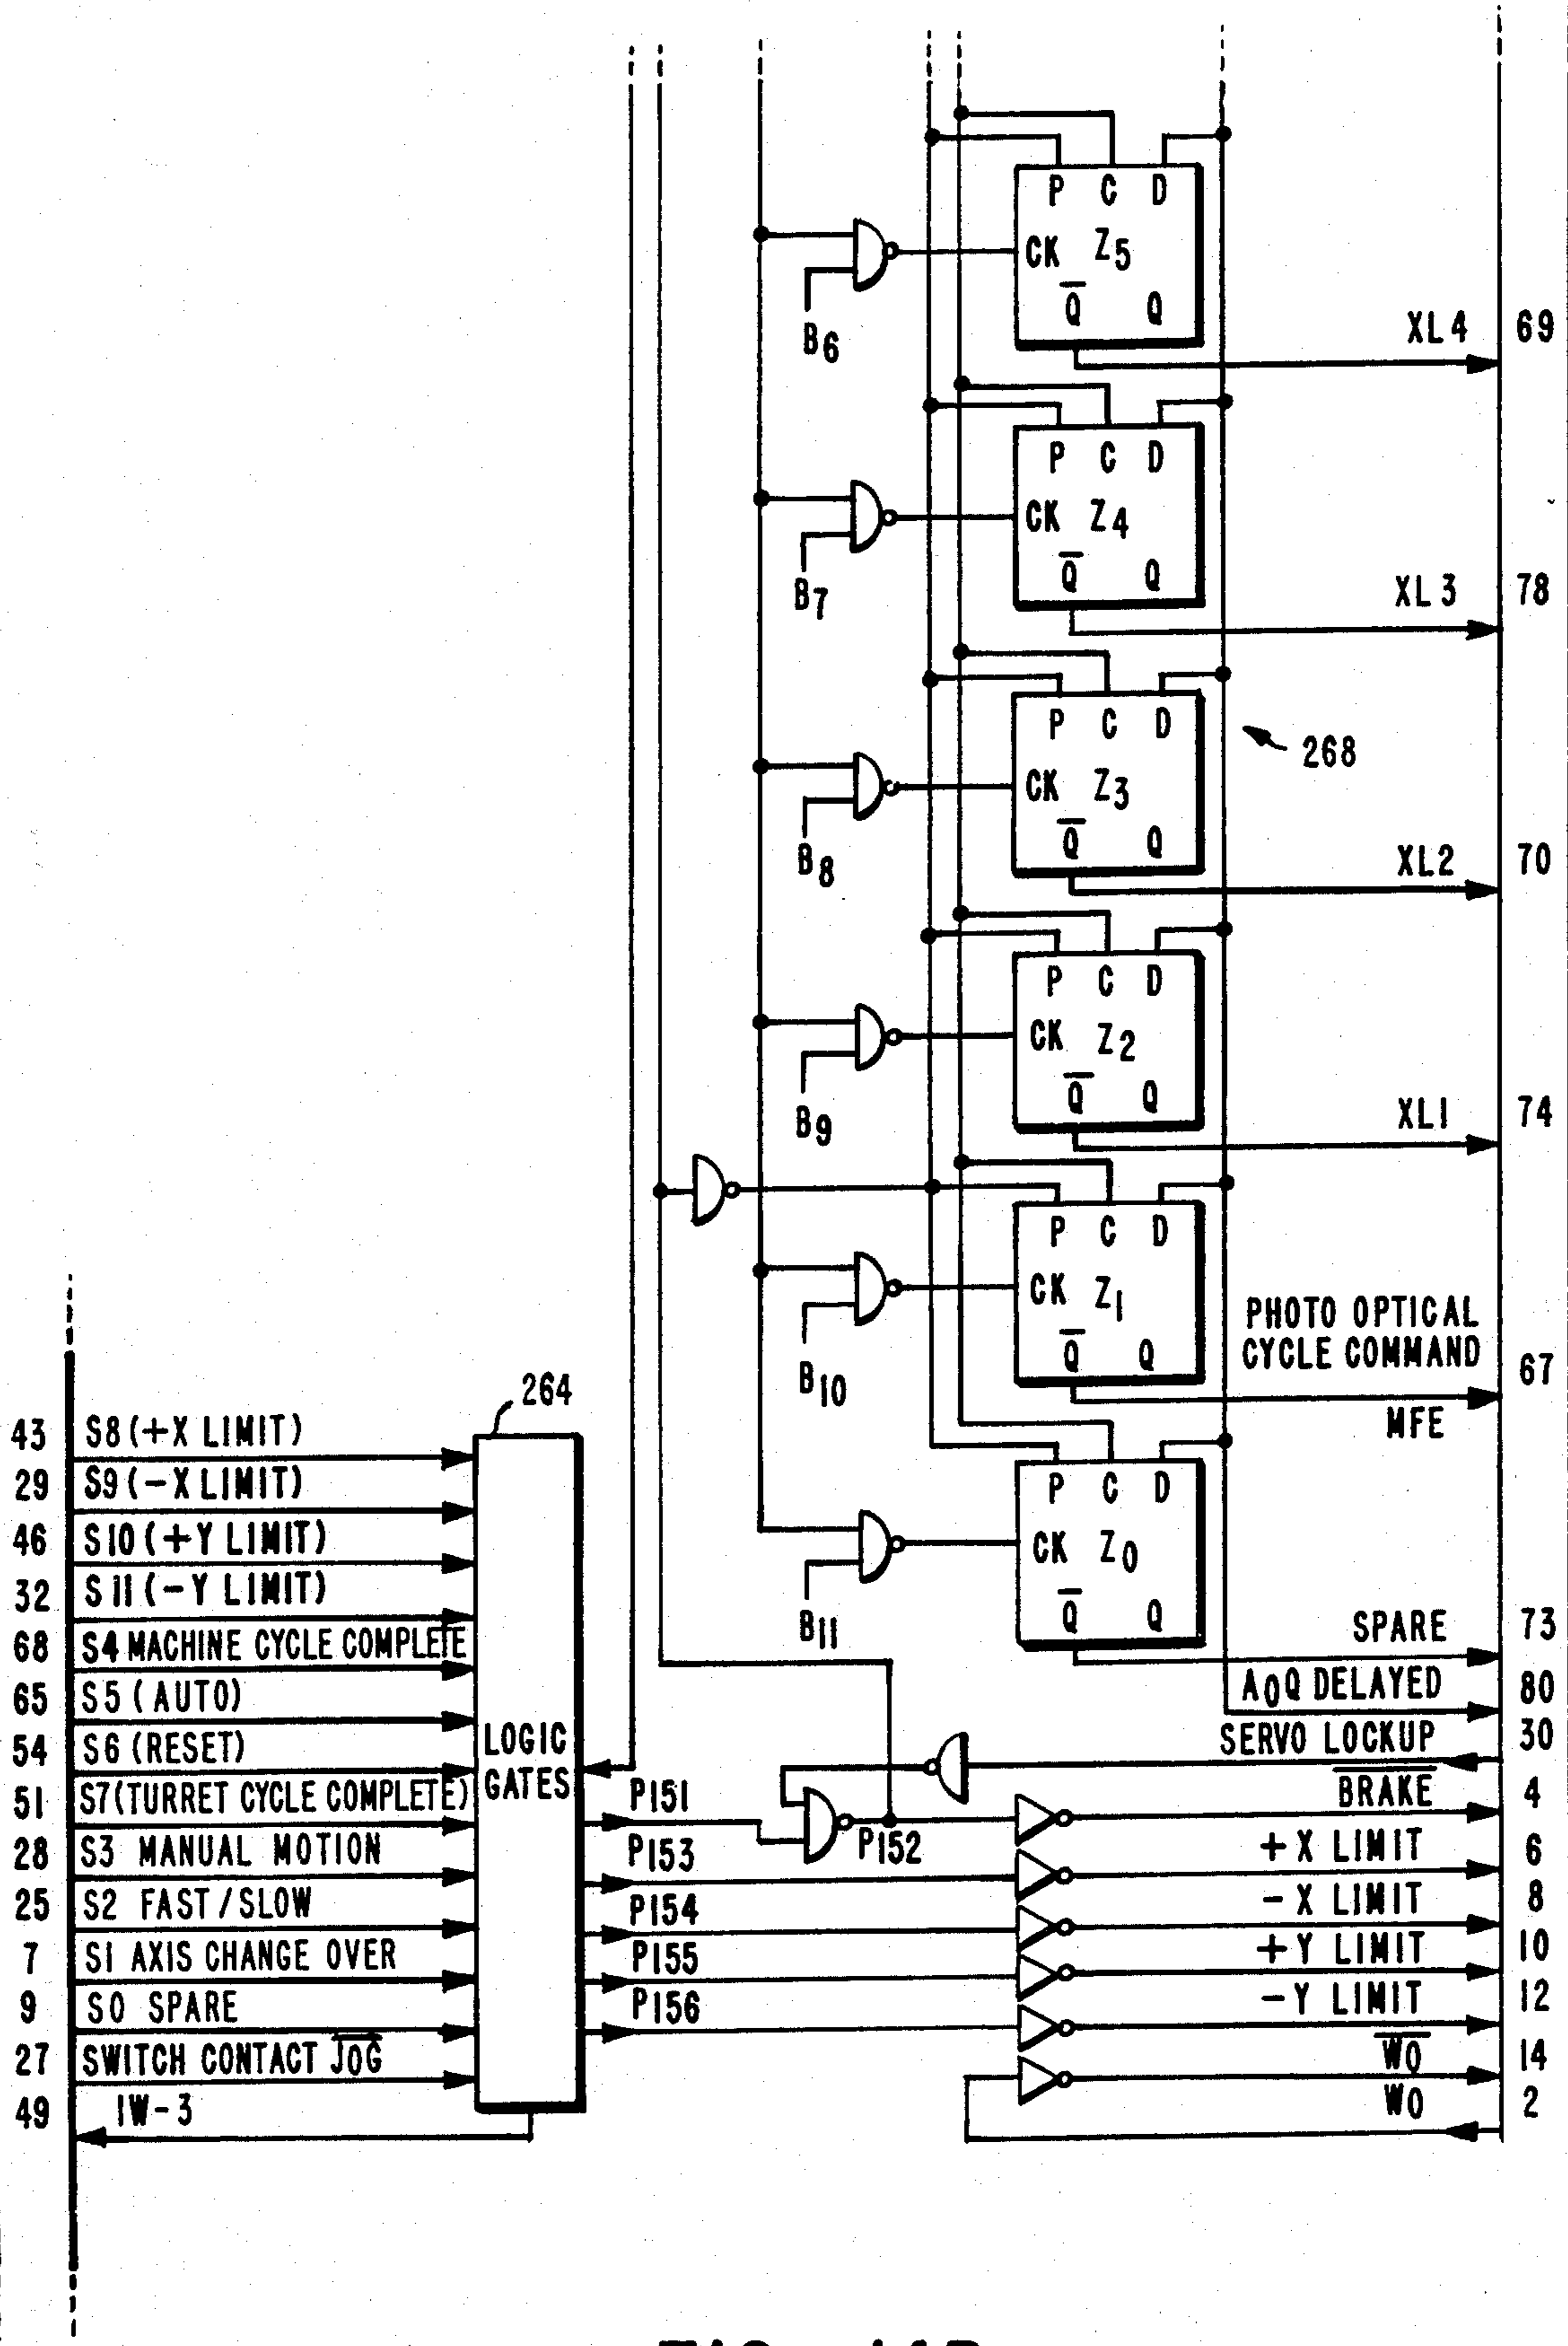 P C D
CK Z5
Q̅ Q
B6
XL4 69
P C D
CK Z4
Q̅ Q
B7
XL3 78
P C D
CK Z3
Q̅ Q
B8
268
XL2 70
P C D
CK Z2
Q̅ Q
B9
XL1 74
P C D
CK Z1
Q̅ Q
B10
PHOTO OPTICAL
CYCLE COMMAND
67
MFE
P C D
CK Z0
Q̅ Q
B11
SPARE 73
A0Q DELAYED 80
SERVO LOCKUP 30
B̅R̅A̅K̅E̅ 4
+X LIMIT 6
-X LIMIT 8
+Y LIMIT 10
-Y LIMIT 12
W̅0̅ 14
W0 2
264
43 S8 (+X LIMIT)
29 S9 (-X LIMIT)
46 S10 (+Y LIMIT)
32 S11 (-Y LIMIT)
68 S4 MACHINE CYCLE COMPLETE
65 S5 (AUTO)
54 S6 (RESET)
51 S7 (TURRET CYCLE COMPLETE)
28 S3 MANUAL MOTION
25 S2 FAST/SLOW
7 S1 AXIS CHANGE OVER
9 S0 SPARE
27 SWITCH CONTACT J̅O̅G̅
49 IW-3
LOGIC
GATES
P151
P152
P153
P154
P155
P156